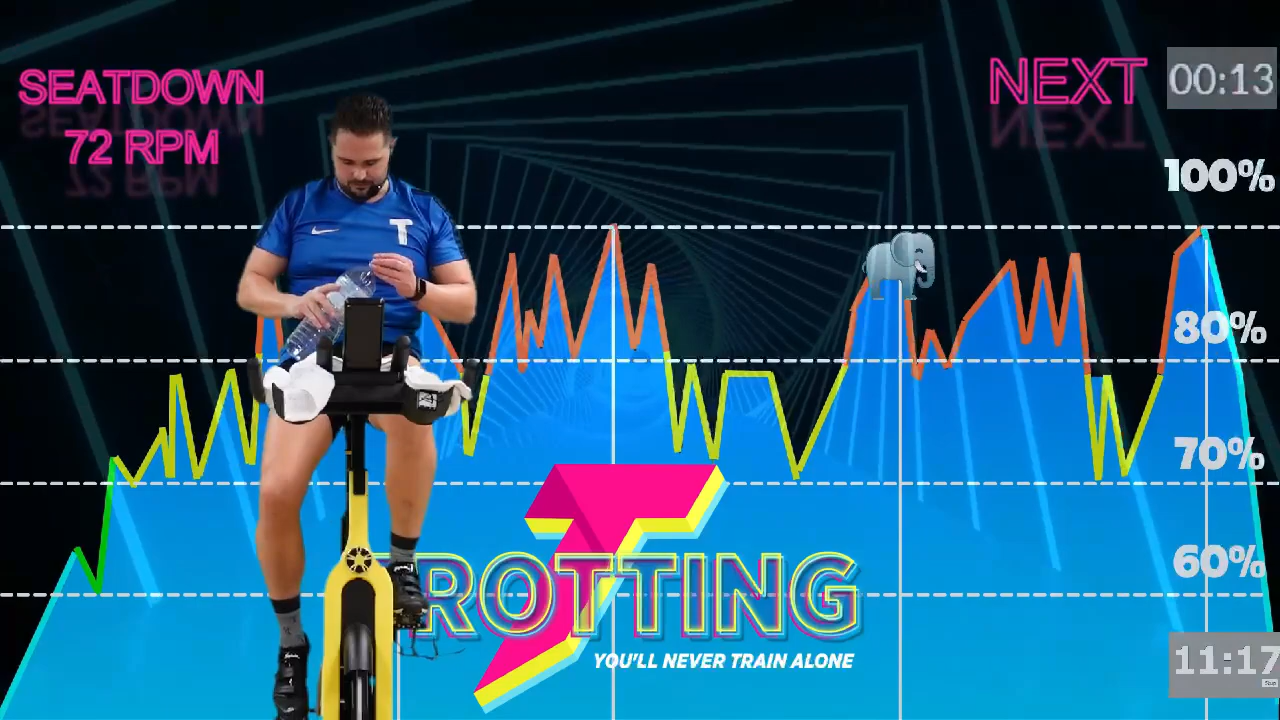 SEATDOWN
72 RPM
NEXT 00:13
100%
80%
70%
60%
T
TROTTING
YOU'LL NEVER TRAIN ALONE
11:17